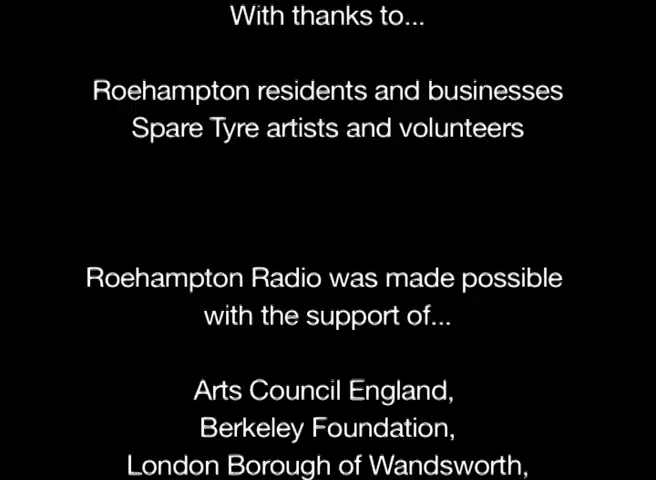 With thanks to...
Roehampton residents and businesses
Spare Tyre artists and volunteers
Roehampton Radio was made possible
with the support of...
Arts Council England,
Berkeley Foundation,
London Borough of Wandsworth,